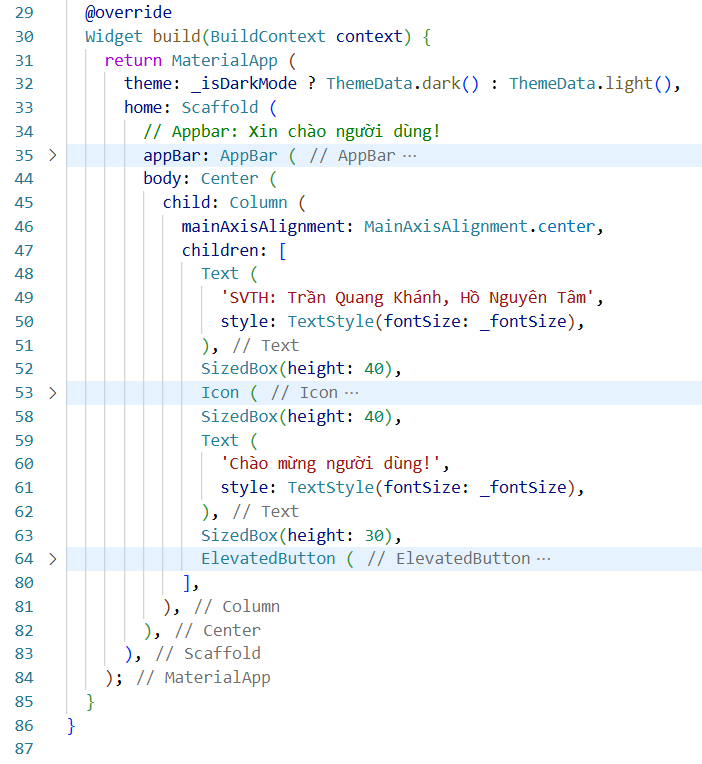 29 @override
30 Widget build(BuildContext context) {
31 return MaterialApp (
32 theme: _isDarkMode ? ThemeData.dark() : ThemeData.light(),
33 home: Scaffold (
34 // Appbar: Xin chào người dùng!
35 > appBar: AppBar ( // AppBar ⋯
44 body: Center (
45 child: Column (
46 mainAxisAlignment: MainAxisAlignment.center,
47 children: [
48 Text (
49 'SVTH: Trần Quang Khánh, Hồ Nguyên Tâm',
50 style: TextStyle(fontSize: _fontSize),
51 ), // Text
52 SizedBox(height: 40),
53 > Icon ( // Icon ⋯
58 SizedBox(height: 40),
59 Text (
60 'Chào mừng người dùng!',
61 style: TextStyle(fontSize: _fontSize),
62 ), // Text
63 SizedBox(height: 30),
64 > ElevatedButton ( // ElevatedButton ⋯
80 ],
81 ), // Column
82 ), // Center
83 ), // Scaffold
84 ); // MaterialApp
85 }
86 }
87